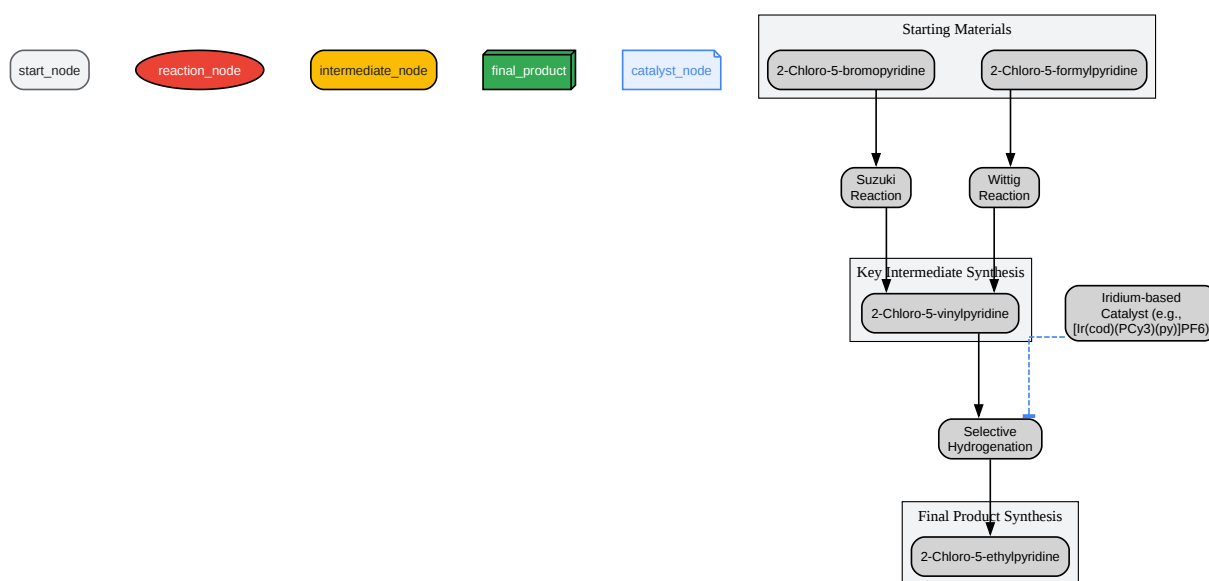 Starting Materials
start_node
reaction_node
intermediate_node
final_product
catalyst_node
2-Chloro-5-bromopyridine
2-Chloro-5-formylpyridine
Suzuki
Reaction
Wittig
Reaction
Key Intermediate Synthesis
2-Chloro-5-vinylpyridine
Iridium-based
Catalyst (e.g.,
[Ir(cod)(PCy3)(py)]PF6)
Selective
Hydrogenation
Final Product Synthesis
2-Chloro-5-ethylpyridine